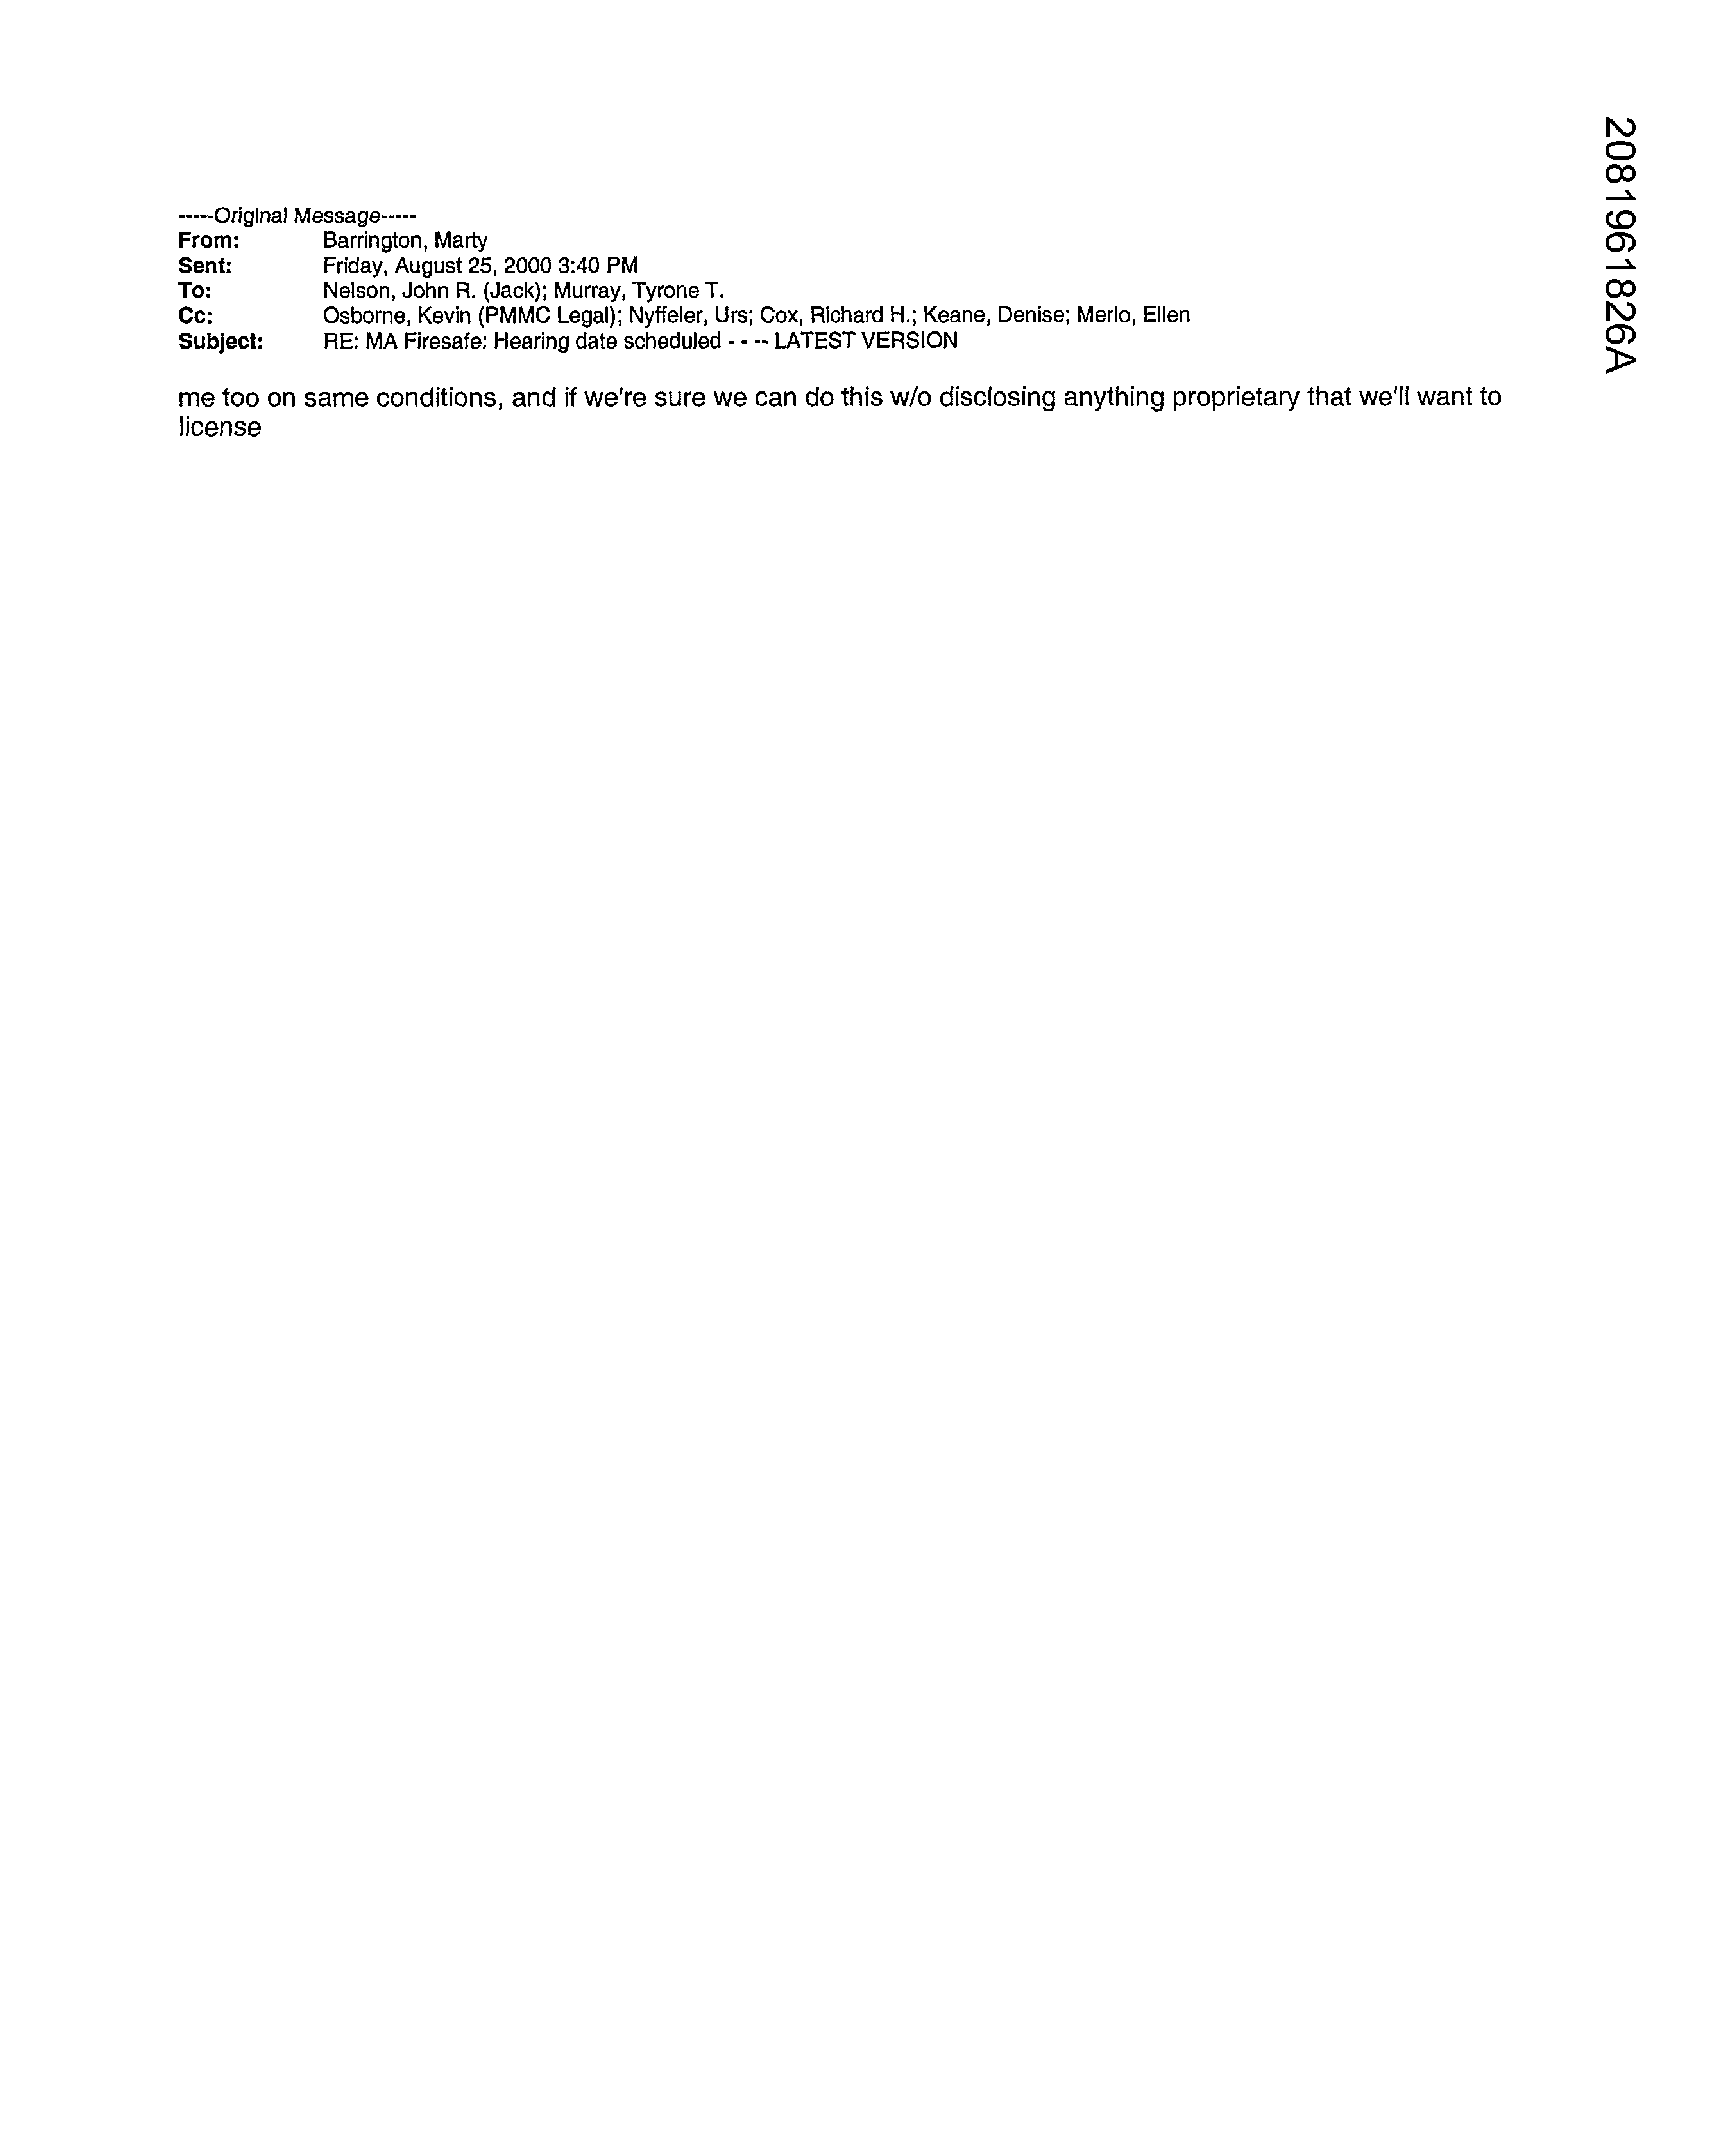 -----Original Message-----
From: Barrington, Marty
Sent: Friday, August 25, 2000 3:40 PM
To: Nelson, John R. (Jack); Murray, Tyrone T.
Cc: Osborne, Kevin (PMMC Legal); Nyffeler, Urs; Cox, Richard H.; Keane, Denise; Merlo, Ellen
Subject: RE: MA Firesafe: Hearing date scheduled - - -- LATEST VERSION
me too on same conditions, and if we're sure we can do this w/o disclosing anything proprietary that we'll want to
license
2081961826A